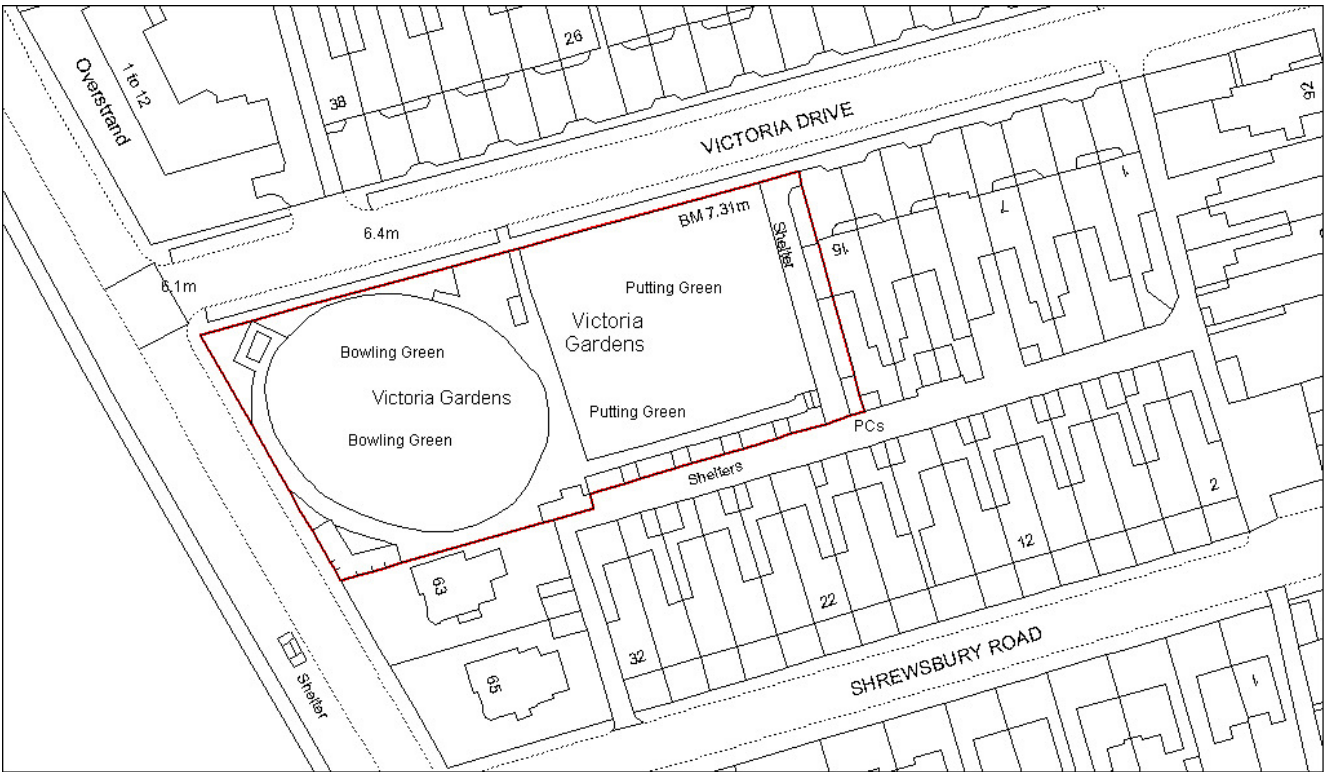 Overstrand
1 to 12
38
26
VICTORIA DRIVE
92
6.4m
6.1m
BM 7.31m
Shelter
15
7
1
Putting Green
Victoria
Gardens
Bowling Green
Victoria Gardens
Putting Green
Bowling Green
PCs
Shelters
2
12
22
32
63
65
SHREWSBURY ROAD
1
Shelter